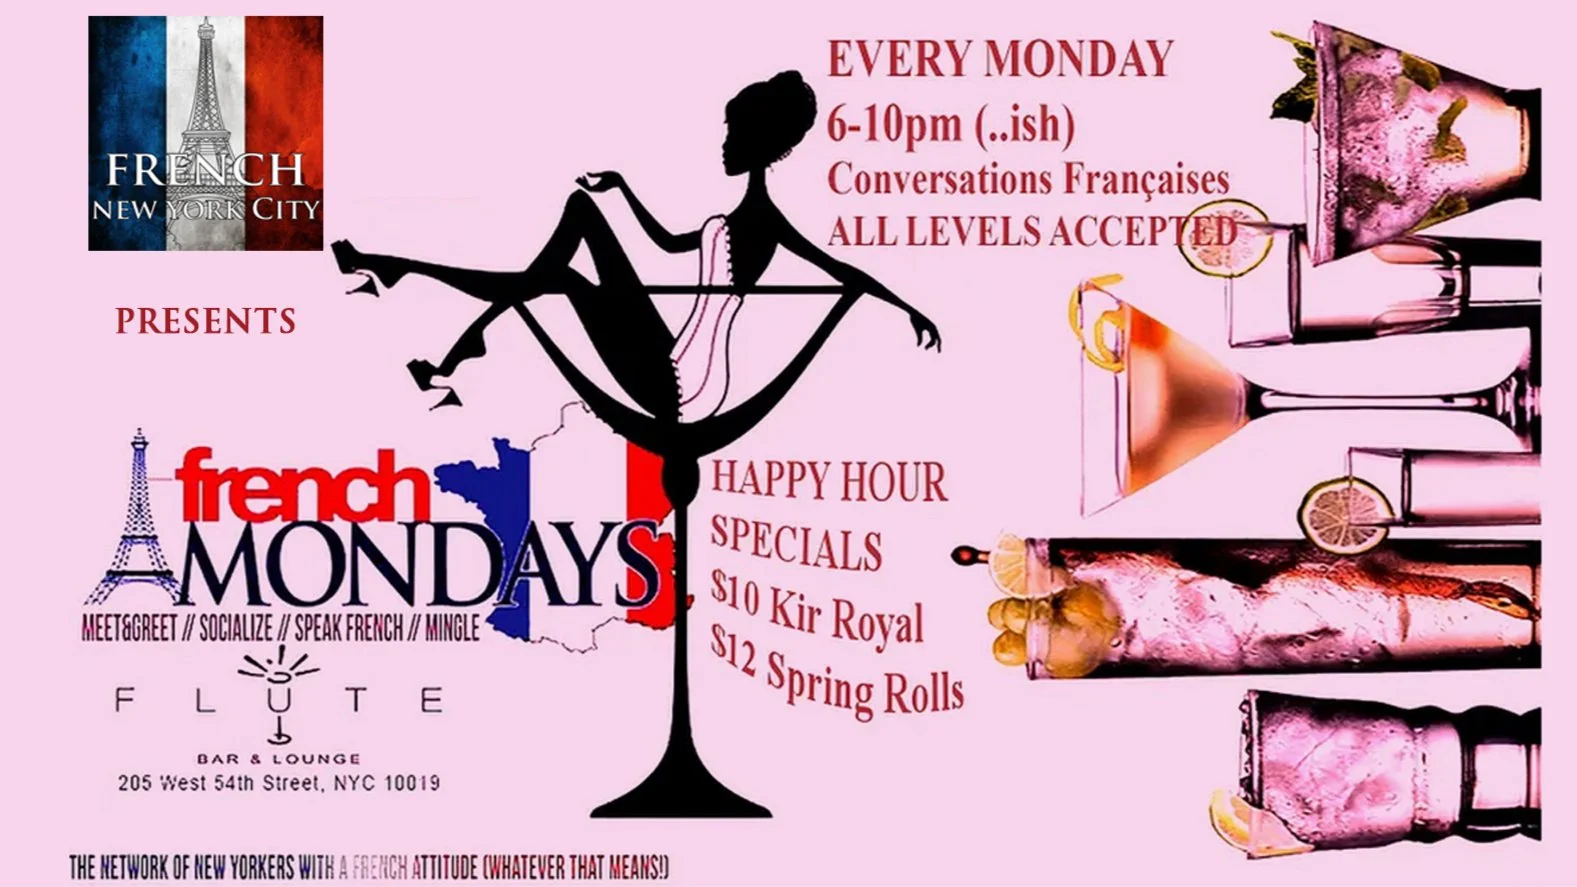 FRENCH
NEW YORK CITY
PRESENTS
EVERY MONDAY
6-10pm (..ish)
Conversations Françaises
ALL LEVELS ACCEPTED
french
MONDAYS
MEET&GREET // SOCIALIZE // SPEAK FRENCH // MINGLE
FLUTE
BAR & LOUNGE
205 West 54th Street, NYC 10019
HAPPY HOUR
SPECIALS
$10 Kir Royal
$12 Spring Rolls
THE NETWORK OF NEW YORKERS WITH A FRENCH ATTITUDE (WHATEVER THAT MEANS!)